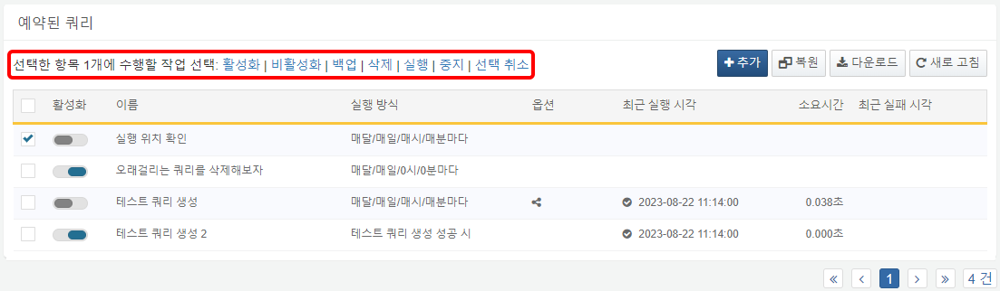 예약된 쿼리
선택한 항목 1개에 수행할 작업 선택: 활성화 | 비활성화 | 백업 | 삭제 | 실행 | 중지 | 선택 취소
추가 복원 다운로드 새로 고침
활성화 이름 실행 방식 옵션 최근 실행 시각 소요시간 최근 실패 시각
실행 위치 확인 매달/매일/매시/매분마다
오래걸리는 쿼리를 삭제해보자 매달/매일/0시/0분마다
테스트 쿼리 생성 매달/매일/매시/매분마다 2023-08-22 11:14:00 0.038초
테스트 쿼리 생성 2 테스트 쿼리 생성 성공 시 2023-08-22 11:14:00 0.000초
« ‹ 1 › » 4 건